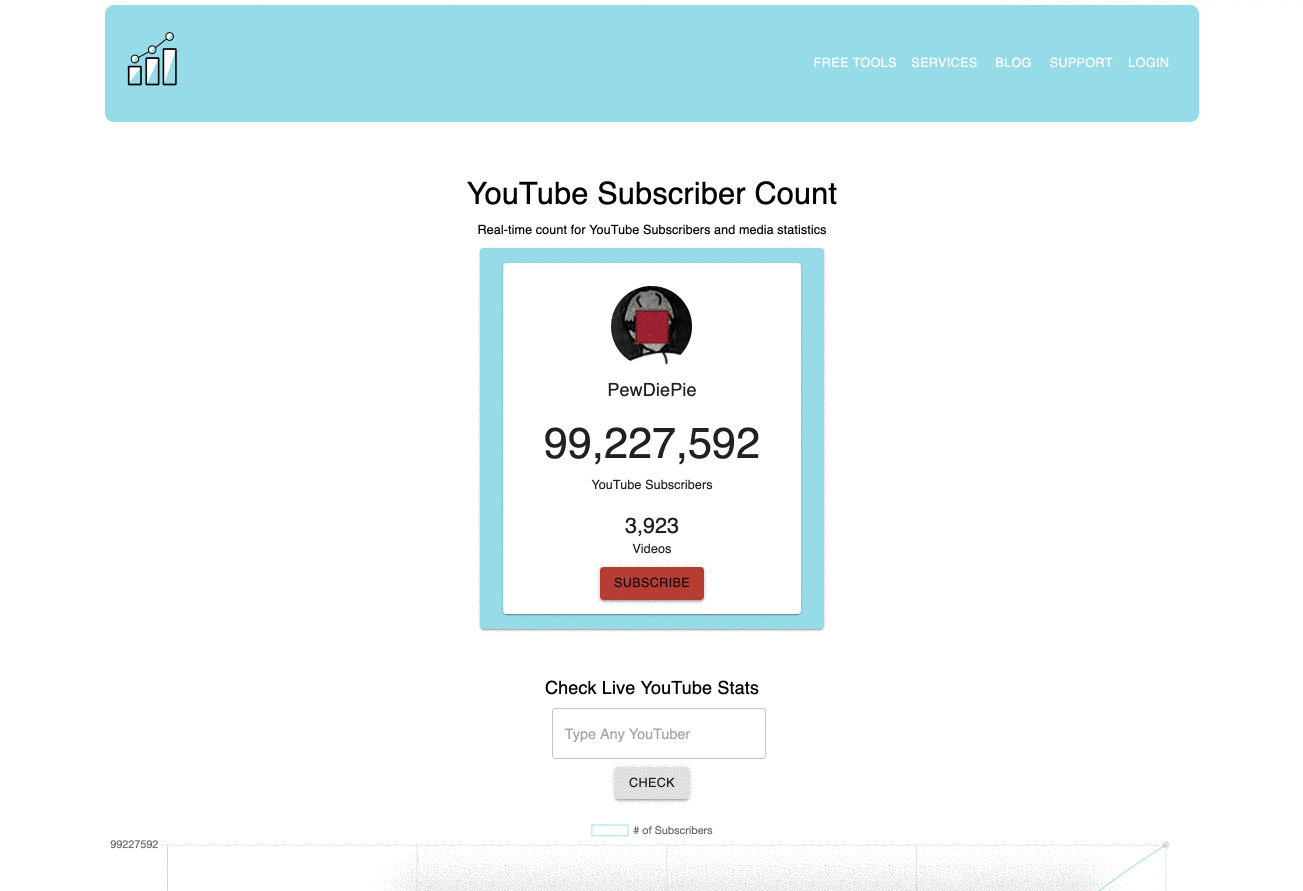 FREE TOOLS SERVICES BLOG SUPPORT LOGIN
YouTube Subscriber Count
Real-time count for YouTube Subscribers and media statistics
PewDiePie
99,227,592
YouTube Subscribers
3,923
Videos
SUBSCRIBE
Check Live YouTube Stats
Type Any YouTuber
CHECK
# of Subscribers
99227592